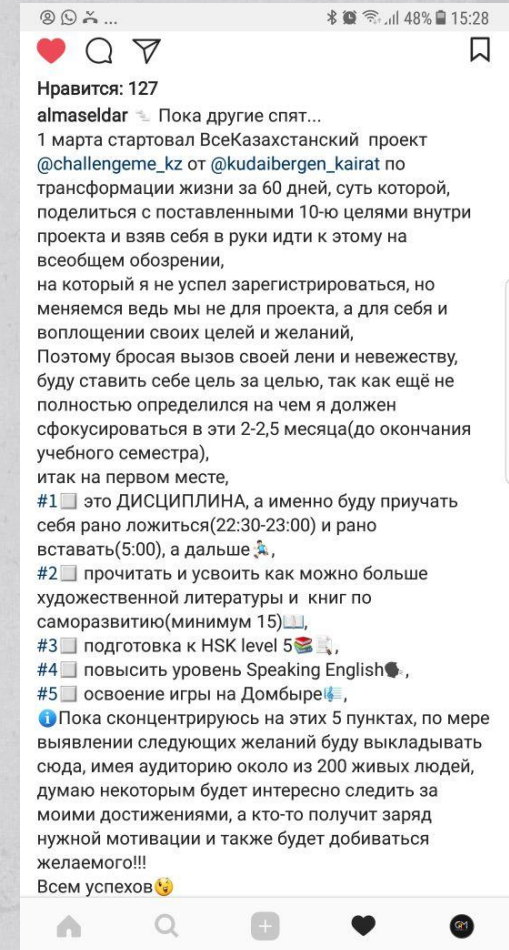 ... 48% 15:28
Нравится: 127
almaseldar Пока другие спят...
1 марта стартовал ВсеКазахстанский проект
@challengeme_kz от @kudaibergen_kairat по
трансформации жизни за 60 дней, суть которой,
поделиться с поставленными 10-ю целями внутри
проекта и взяв себя в руки идти к этому на
всеобщем обозрении,
на который я не успел зарегистрироваться, но
меняемся ведь мы не для проекта, а для себя и
воплощении своих целей и желаний,
Поэтому бросая вызов своей лени и невежеству,
буду ставить себе цель за целью, так как ещё не
полностью определился на чем я должен
сфокусироваться в эти 2-2,5 месяца(до окончания
учебного семестра),
итак на первом месте,
#1 это ДИСЦИПЛИНА, а именно буду приучать
себя рано ложиться(22:30-23:00) и рано
вставать(5:00), а дальше🏃,
#2 прочитать и усвоить как можно больше
художественной литературы и книг по
саморазвитию(минимум 15)📖,
#3 подготовка к HSK level 5📚,
#4 повысить уровень Speaking English🗣,
#5 освоение игры на Домбыре🎼,
ℹПока сконцентрируюсь на этих 5 пунктах, по мере
выявлении следующих желаний буду выкладывать
сюда, имея аудиторию около из 200 живых людей,
думаю некоторым будет интересно следить за
моими достижениями, а кто-то получит заряд
нужной мотивации и также будет добиваться
желаемого!!!
Всем успехов😉
GM